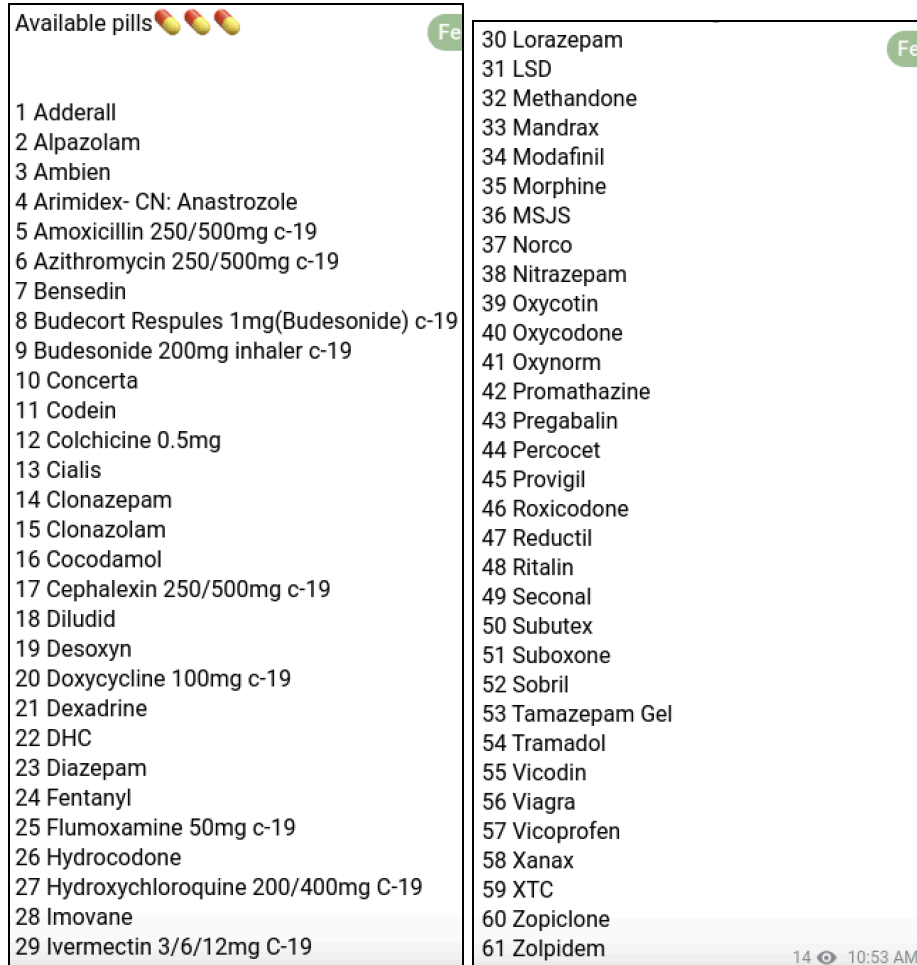 Available pills💊💊💊
Fe
1 Adderall
2 Alpazolam
3 Ambien
4 Arimidex- CN: Anastrozole
5 Amoxicillin 250/500mg c-19
6 Azithromycin 250/500mg c-19
7 Bensedin
8 Budecort Respules 1mg(Budesonide) c-19
9 Budesonide 200mg inhaler c-19
10 Concerta
11 Codein
12 Colchicine 0.5mg
13 Cialis
14 Clonazepam
15 Clonazolam
16 Cocodamol
17 Cephalexin 250/500mg c-19
18 Diludid
19 Desoxyn
20 Doxycycline 100mg c-19
21 Dexadrine
22 DHC
23 Diazepam
24 Fentanyl
25 Flumoxamine 50mg c-19
26 Hydrocodone
27 Hydroxychloroquine 200/400mg C-19
28 Imovane
29 Ivermectin 3/6/12mg C-19
30 Lorazepam
Fe
31 LSD
32 Methandone
33 Mandrax
34 Modafinil
35 Morphine
36 MSJS
37 Norco
38 Nitrazepam
39 Oxycotin
40 Oxycodone
41 Oxynorm
42 Promathazine
43 Pregabalin
44 Percocet
45 Provigil
46 Roxicodone
47 Reductil
48 Ritalin
49 Seconal
50 Subutex
51 Suboxone
52 Sobril
53 Tamazepam Gel
54 Tramadol
55 Vicodin
56 Viagra
57 Vicoprofen
58 Xanax
59 XTC
60 Zopiclone
61 Zolpidem
14 10:53 AM